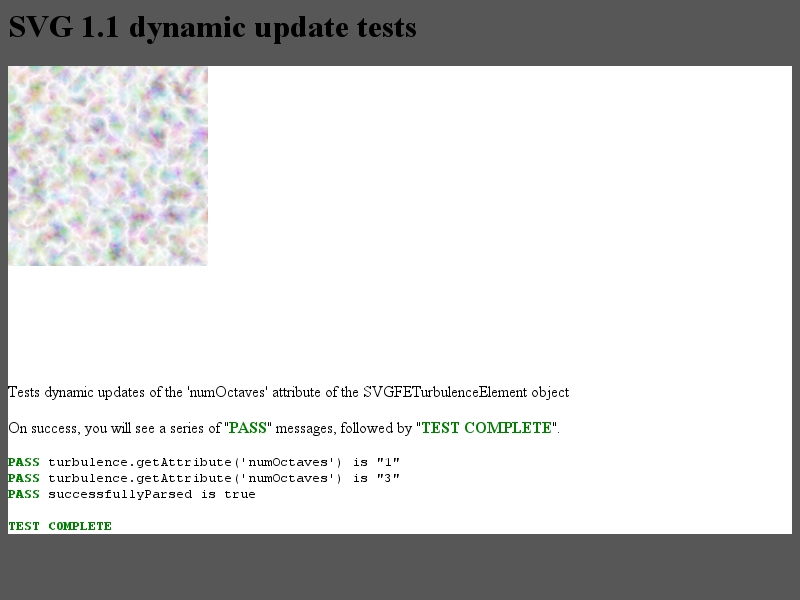 SVG 1.1 dynamic update tests
Tests dynamic updates of the 'numOctaves' attribute of the SVGFETurbulenceElement object
On success, you will see a series of "PASS" messages, followed by "TEST COMPLETE".
PASS turbulence.getAttribute('numOctaves') is "1"
PASS turbulence.getAttribute('numOctaves') is "3"
PASS successfullyParsed is true
TEST COMPLETE